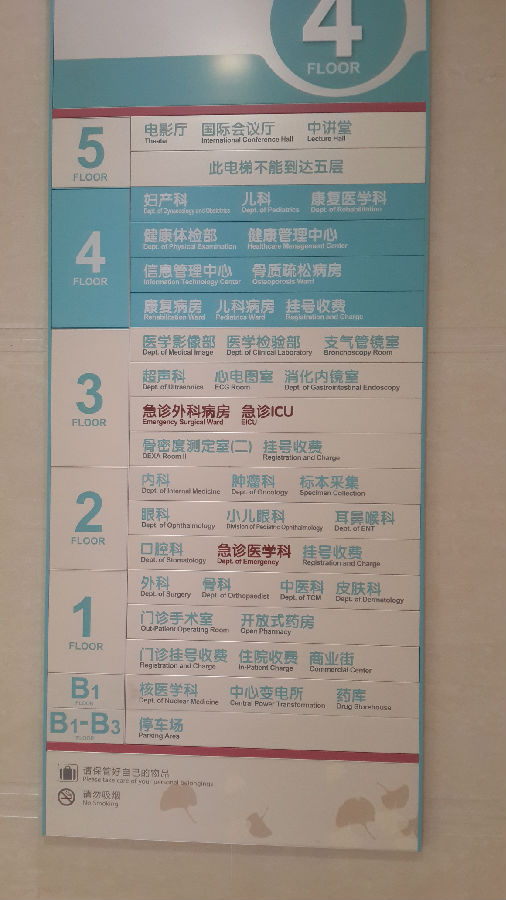 4
FLOOR
5
FLOOR
电影厅 国际会议厅 中讲堂
Theater International Conference Hall Lecture Hall
此电梯不能到达五层
4
FLOOR
妇产科 儿科 康复医学科
Dept. of Gynaecology and Obstetrics Dept. of Pediatrics Dept. of Rehabilitation
健康体检部 健康管理中心
Dept. of Physical Examination Healthcare Management Center
信息管理中心 骨质疏松病房
Information Technology Center Osteoporosis Ward
康复病房 儿科病房 挂号收费
Rehabilitation Ward Pediatrics Ward Registration and Charge
3
FLOOR
医学影像部 医学检验部 支气管镜室
Dept. of Medical Image Dept. of Clinical Laboratory Bronchoscopy Room
超声科 心电图室 消化内镜室
Dept. of Ultrasonics ECG Room Dept. of Gastrointestinal Endoscopy
急诊外科病房 急诊ICU
Emergency Surgical Ward EICU
骨密度测定室(二) 挂号收费
DEXA Room II Registration and Charge
2
FLOOR
内科 肿瘤科 标本采集
Dept. of Internal Medicine Dept. of Oncology Specimen Collection
眼科 小儿眼科 耳鼻喉科
Dept. of Ophthalmology Division of Pediatric Ophthalmology Dept. of ENT
口腔科 急诊医学科 挂号收费
Dept. of Stomatology Dept. of Emergency Registration and Charge
1
FLOOR
外科 骨科 中医科 皮肤科
Dept. of Surgery Dept. of Orthopaedist Dept. of TCM Dept. of Dermatology
门诊手术室 开放式药房
Out-Patient Operating Room Open Pharmacy
门诊挂号收费 住院收费 商业街
Registration and Charge In-Patient Charge Commercial Center
B1
FLOOR
核医学科 中心变电所 药库
Dept. of Nuclear Medicine Central Power Transformation Drug Storehouse
B1-B3
FLOOR
停车场
Parking Area
请保管好自己的物品
Please take care of your personal belongings
请勿吸烟
No Smoking